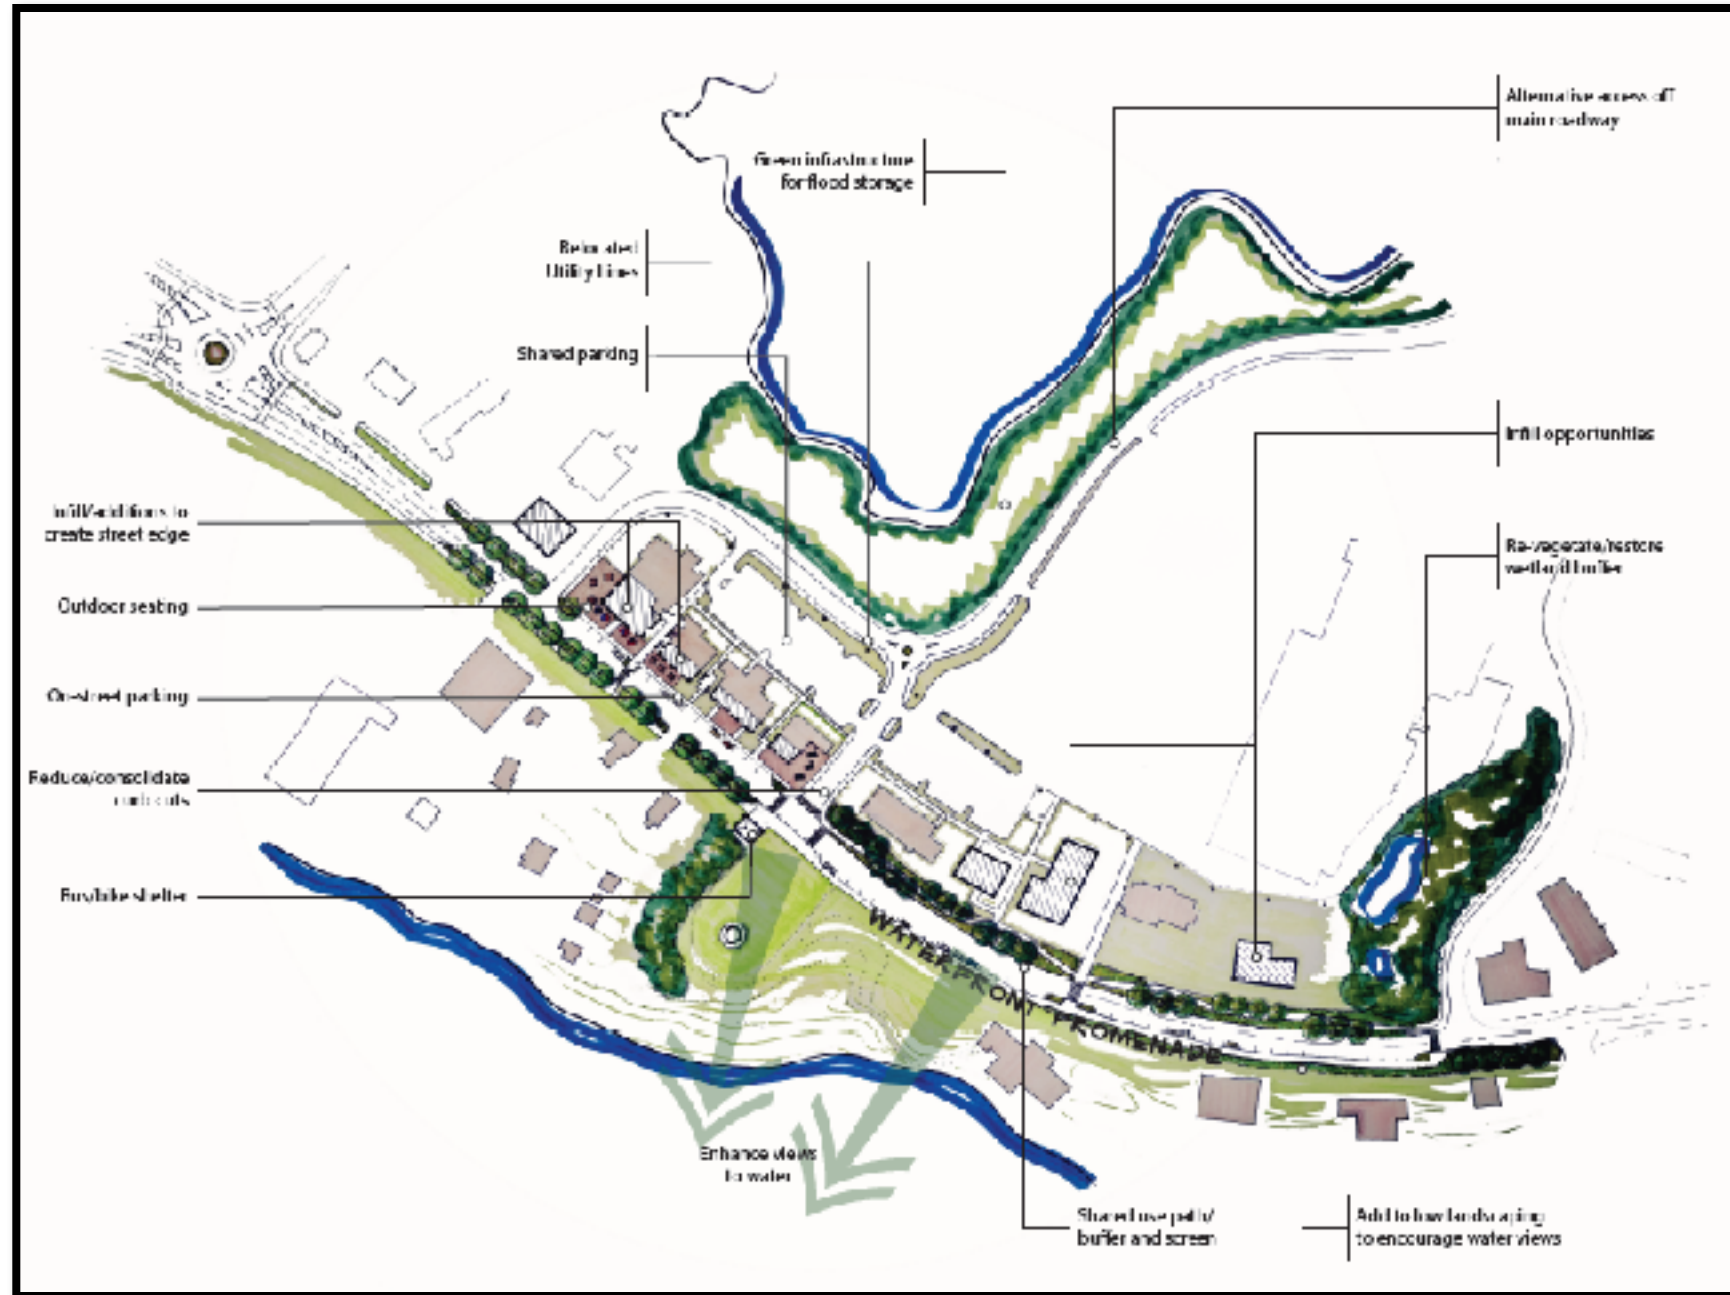 Alternative access off
main roadway
Green infrastructure
for flood storage
Relocated
Utility Lines
Shared parking
Infill opportunities
Infill/additions to
create street edge
Re-vegetate/restore
wetland buffer
Outdoor seating
On-street parking
Reduce/consolidate
curb cuts
Bus/bike shelter
WATERFRONT PROMENADE
Enhance views
to water
Shared use path/
buffer and screen
Add to low landscaping
to encourage water views